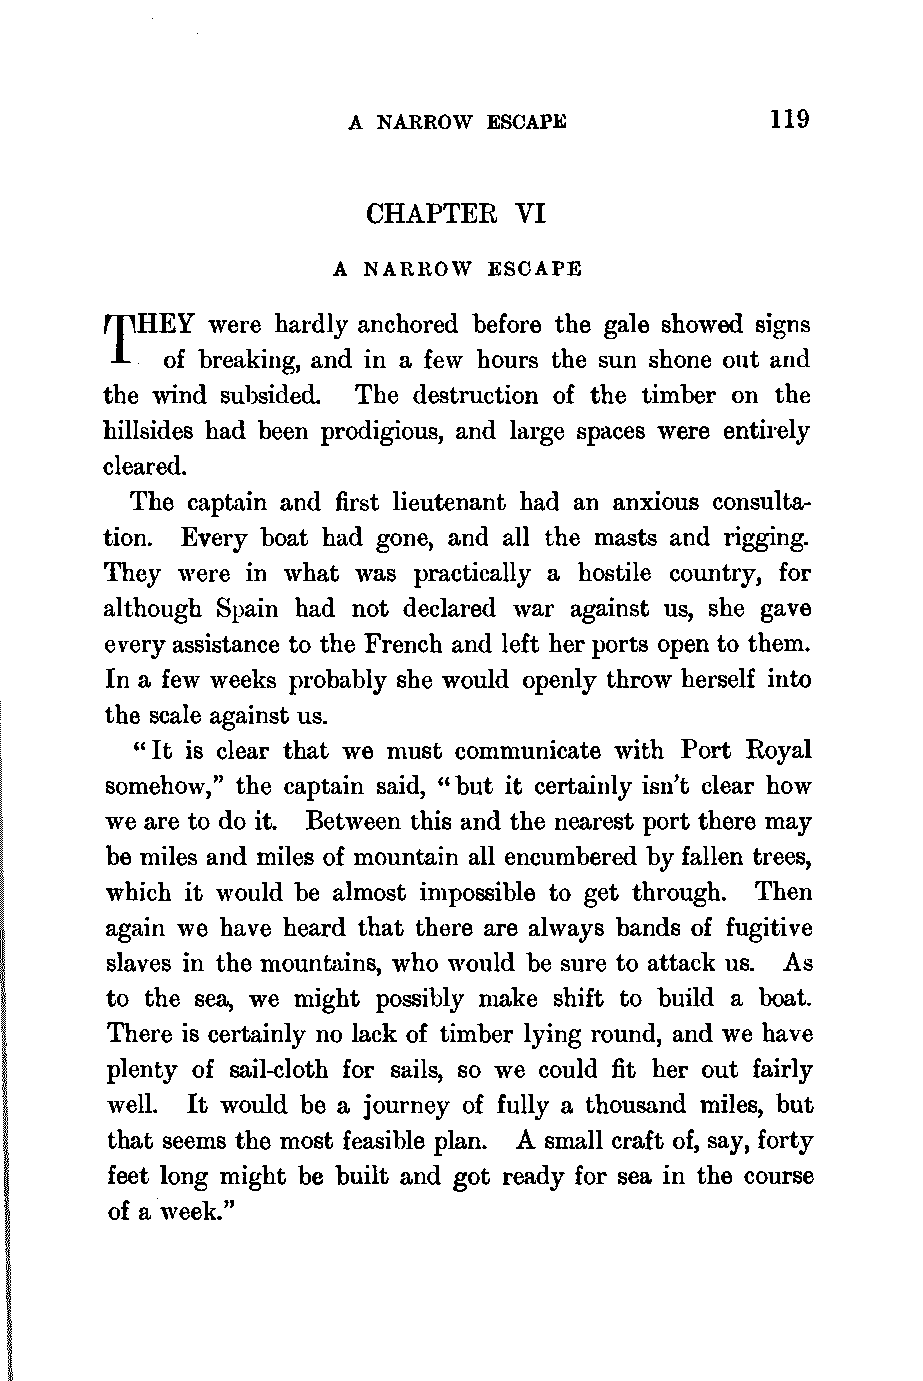 A NARROW ESCAPE 119
CHAPTER VI
A NARROW ESCAPE
THEY were hardly anchored before the gale showed signs
of breaking, and in a few hours the sun shone out and
the wind subsided. The destruction of the timber on the
hillsides had been prodigious, and large spaces were entirely
cleared.
The captain and first lieutenant had an anxious consulta-
tion. Every boat had gone, and all the masts and rigging.
They were in what was practically a hostile country, for
although Spain had not declared war against us, she gave
every assistance to the French and left her ports open to them.
In a few weeks probably she would openly throw herself into
the scale against us.
"It is clear that we must communicate with Port Royal
somehow," the captain said, "but it certainly isn't clear how
we are to do it. Between this and the nearest port there may
be miles and miles of mountain all encumbered by fallen trees,
which it would be almost impossible to get through. Then
again we have heard that there are always bands of fugitive
slaves in the mountains, who would be sure to attack us. As
to the sea, we might possibly make shift to build a boat.
There is certainly no lack of timber lying round, and we have
plenty of sail-cloth for sails, so we could fit her out fairly
well. It would be a journey of fully a thousand miles, but
that seems the most feasible plan. A small craft of, say, forty
feet long might be built and got ready for sea in the course
of a week."